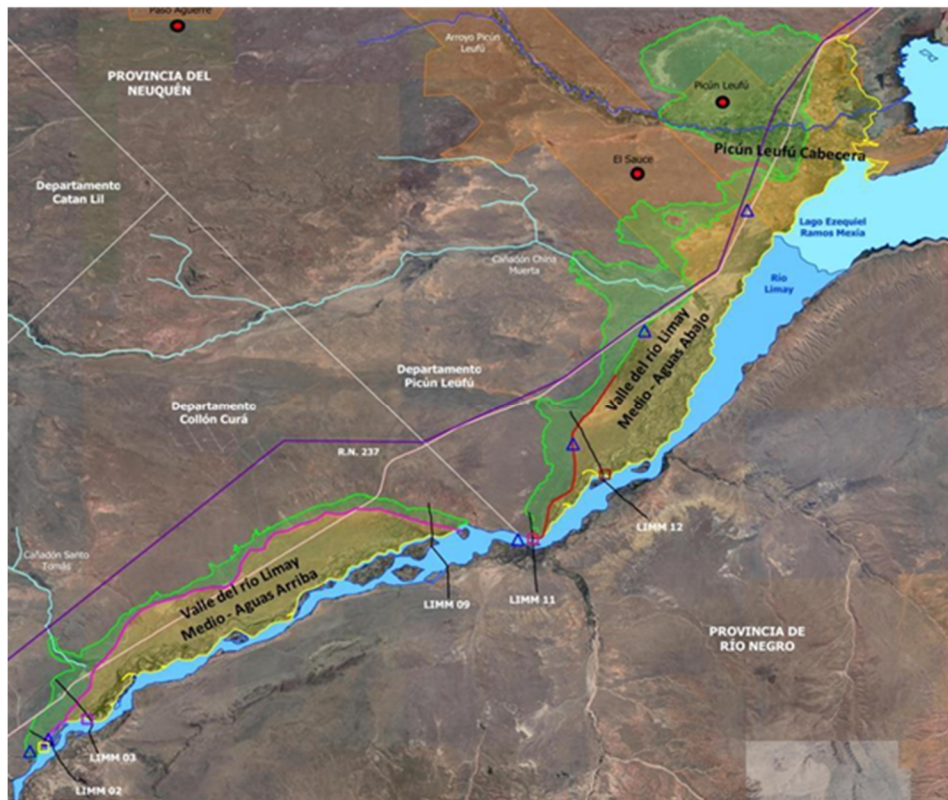 Paso Aguerre
Arroyo Picún
Leufú
PROVINCIA DEL
NEUQUÉN
Picún Leufú
Picún Leufú Cabecera
El Sauce
Departamento
Catan Lil
Lago Ezequiel
Ramos Mexía
Cañadón China
Muerta
Río
Limay
Valle del río Limay
Medio - Aguas Abajo
Departamento
Picún Leufú
Departamento
Collón Curá
R.N. 237
LIMM 12
Cañadón Santo
Tomás
Valle del río Limay
Medio - Aguas Arriba
LIMM 09
LIMM 11
PROVINCIA DE
RÍO NEGRO
LIMM 03
LIMM 02